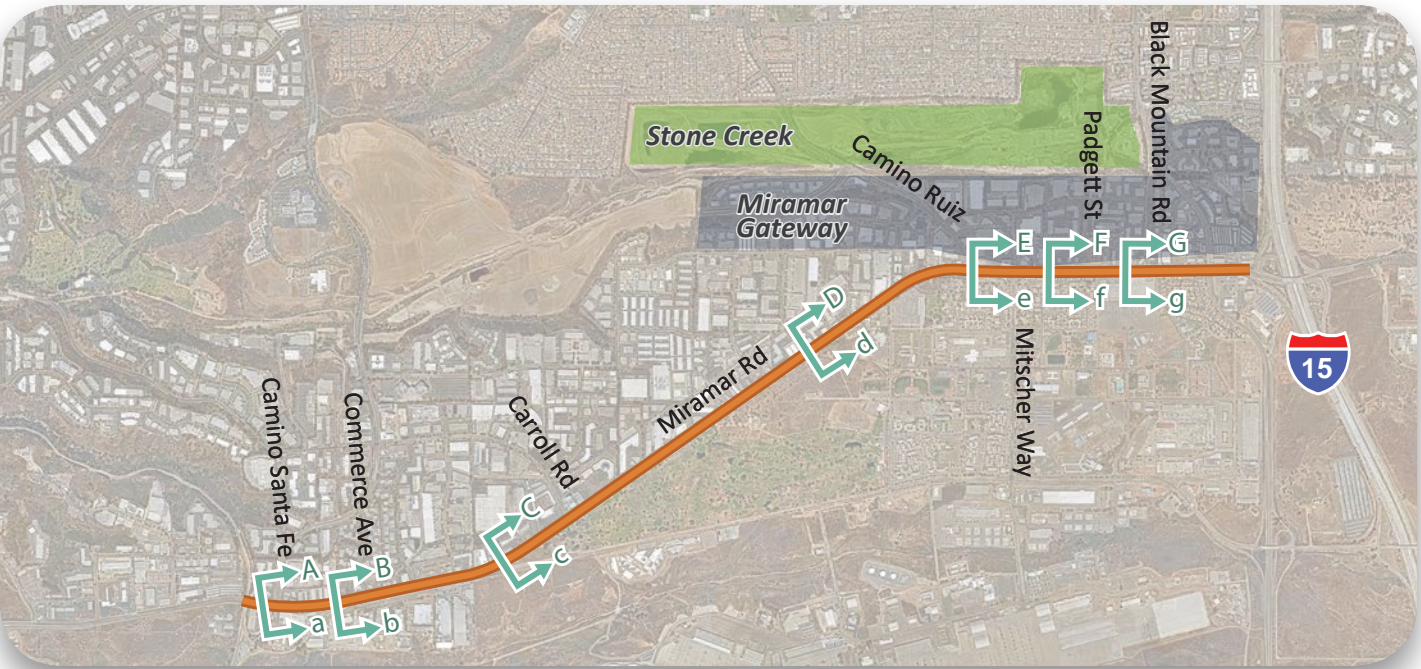 Black Mountain Rd
Padgett St
Stone Creek
Camino Ruiz
Miramar
Gateway
E
F
G
e
f
g
D
d
15
Mitscher Way
Miramar Rd
Carroll Rd
Camino Santa Fe
Commerce Ave
C
c
A
B
a
b